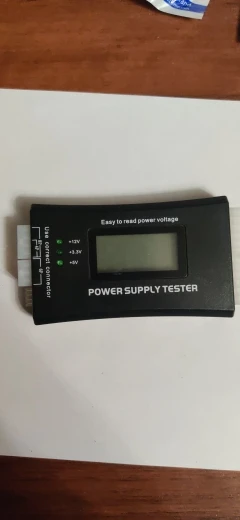 Easy to read power voltage
+12V
+3.3V
+5V
Use correct connector
POWER SUPPLY TESTER